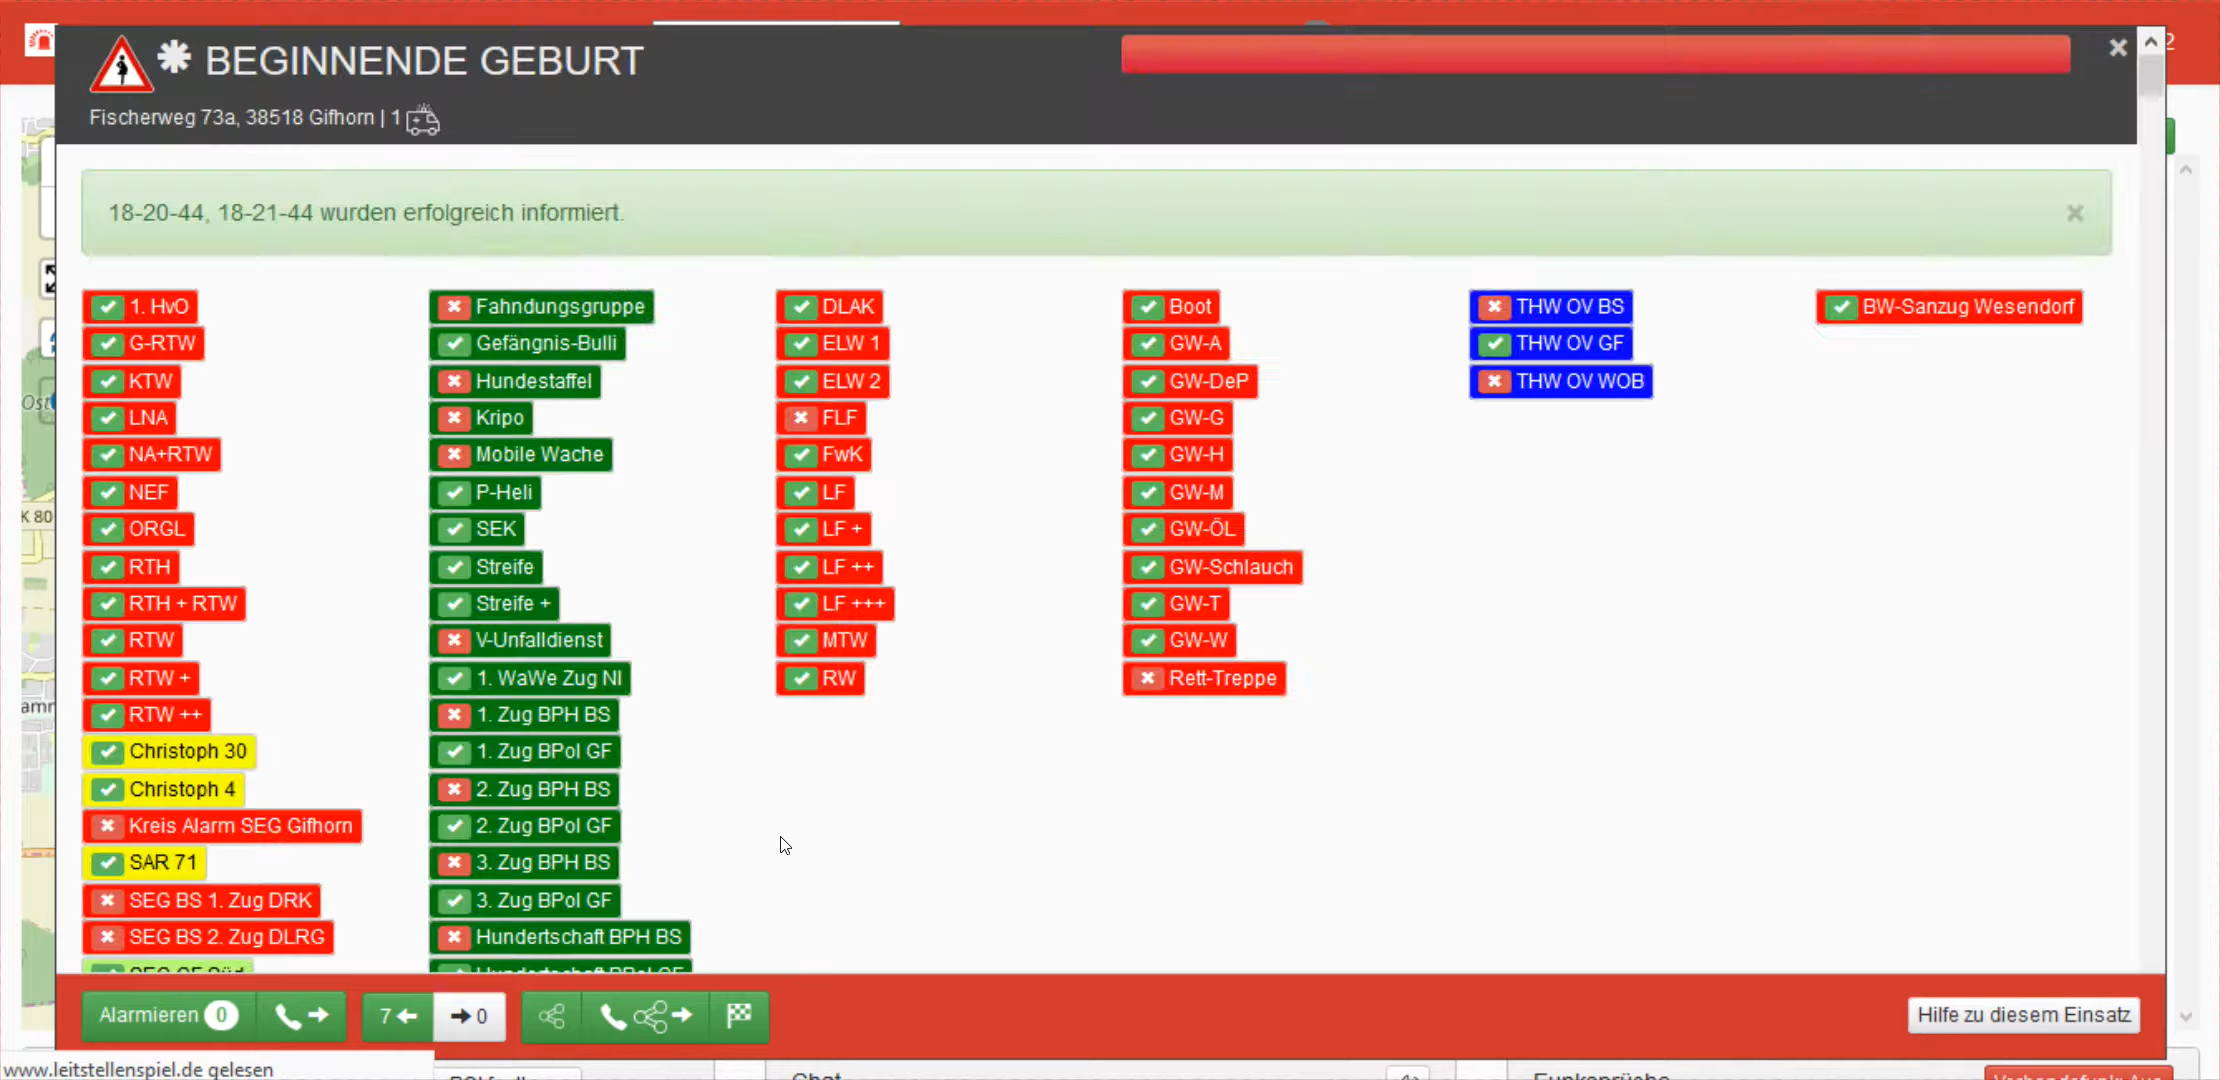 BEGINNENDE GEBURT
Fischerweg 73a, 38518 Gifhorn | 1
18-20-44, 18-21-44 wurden erfolgreich informiert.
1. HvO
G-RTW
KTW
LNA
NA+RTW
NEF
ORGL
RTH
RTH + RTW
RTW
RTW +
RTW ++
Christoph 30
Christoph 4
Kreis Alarm SEG Gifhorn
SAR 71
SEG BS 1. Zug DRK
SEG BS 2. Zug DLRG
Fahndungsgruppe
Gefängnis-Bulli
Hundestaffel
Kripo
Mobile Wache
P-Heli
SEK
Streife
Streife +
V-Unfalldienst
1. WaWe Zug NI
1. Zug BPH BS
1. Zug BPol GF
2. Zug BPH BS
2. Zug BPol GF
3. Zug BPH BS
3. Zug BPol GF
Hundertschaft BPH BS
Hundertschaft BPol GF
DLAK
ELW 1
ELW 2
FLF
FwK
LF
LF +
LF ++
LF +++
MTW
RW
Boot
GW-A
GW-DeP
GW-G
GW-H
GW-M
GW-ÖL
GW-Schlauch
GW-T
GW-W
Rett-Treppe
THW OV BS
THW OV GF
THW OV WOB
BW-Sanzug Wesendorf
Alarmieren 0
7
0
Hilfe zu diesem Einsatz
www.leitstellenspiel.de gelesen
Chat
Funksprüche
K 80
Ost
2